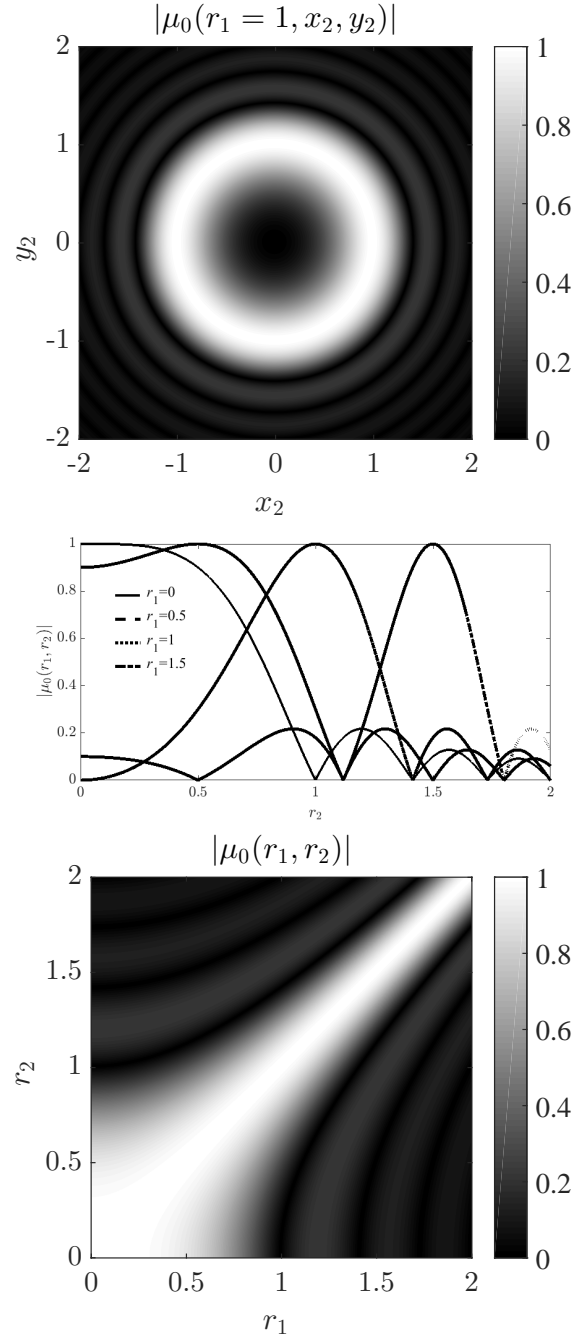 |μ₀(r₁ = 1, x₂, y₂)|
2
1
0
-1
-2
y₂
-2 -1 0 1 2
x₂
1
0.8
0.6
0.4
0.2
0
1
0.8
0.6
0.4
0.2
0
|μ₀(r₁, r₂)|
r₁=0
r₁=0.5
r₁=1
r₁=1.5
0 0.5 1 1.5 2
r₂
|μ₀(r₁, r₂)|
2
1.5
1
0.5
0
r₂
0 0.5 1 1.5 2
r₁
1
0.8
0.6
0.4
0.2
0